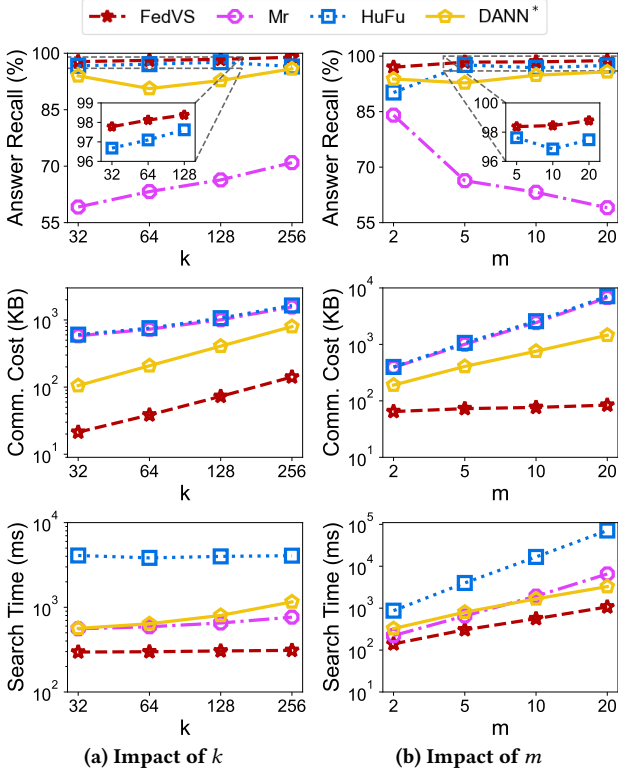 FedVS Mr HuFu DANN*
Answer Recall (%)
100
85
70
55
99
98
97
96
32 64 128
32 64 128 256
k
Answer Recall (%)
100
85
70
55
100
98
96
5 10 20
2 5 10 20
m
Comm. Cost (KB)
10^3
10^2
10^1
32 64 128 256
k
Comm. Cost (KB)
10^4
10^3
10^2
10^1
2 5 10 20
m
Search Time (ms)
10^4
10^3
10^2
32 64 128 256
k
Search Time (ms)
10^5
10^4
10^3
10^2
10^1
2 5 10 20
m
(a) Impact of k
(b) Impact of m